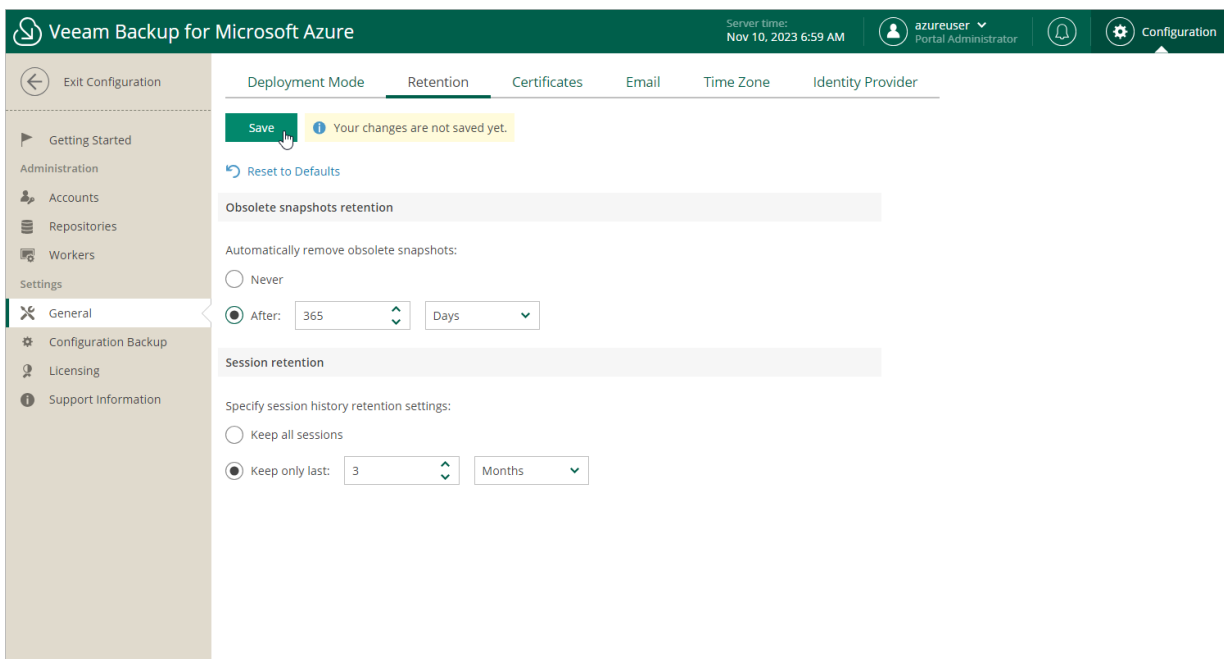 Veeam Backup for Microsoft Azure
Server time:
Nov 10, 2023 6:59 AM
azureuser
Portal Administrator
Configuration
Exit Configuration
Getting Started
Administration
Accounts
Repositories
Workers
Settings
General
Configuration Backup
Licensing
Support Information
Deployment Mode Retention Certificates Email Time Zone Identity Provider
Save Your changes are not saved yet.
Reset to Defaults
Obsolete snapshots retention
Automatically remove obsolete snapshots:
Never
After: 365 Days
Session retention
Specify session history retention settings:
Keep all sessions
Keep only last: 3 Months